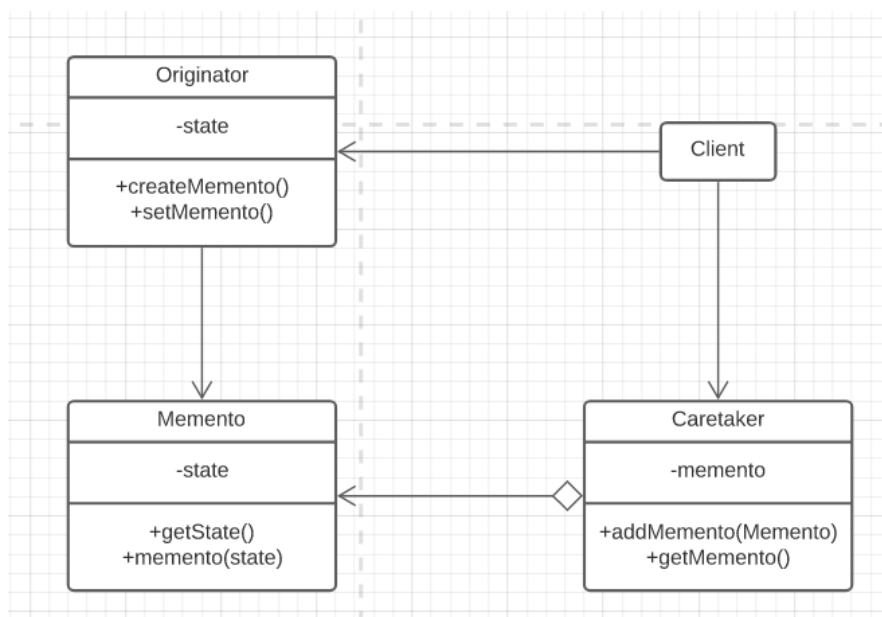 Originator
-state
+createMemento()
+setMemento()
Client
Memento
-state
+getState()
+memento(state)
Caretaker
-memento
+addMemento(Memento)
+getMemento()